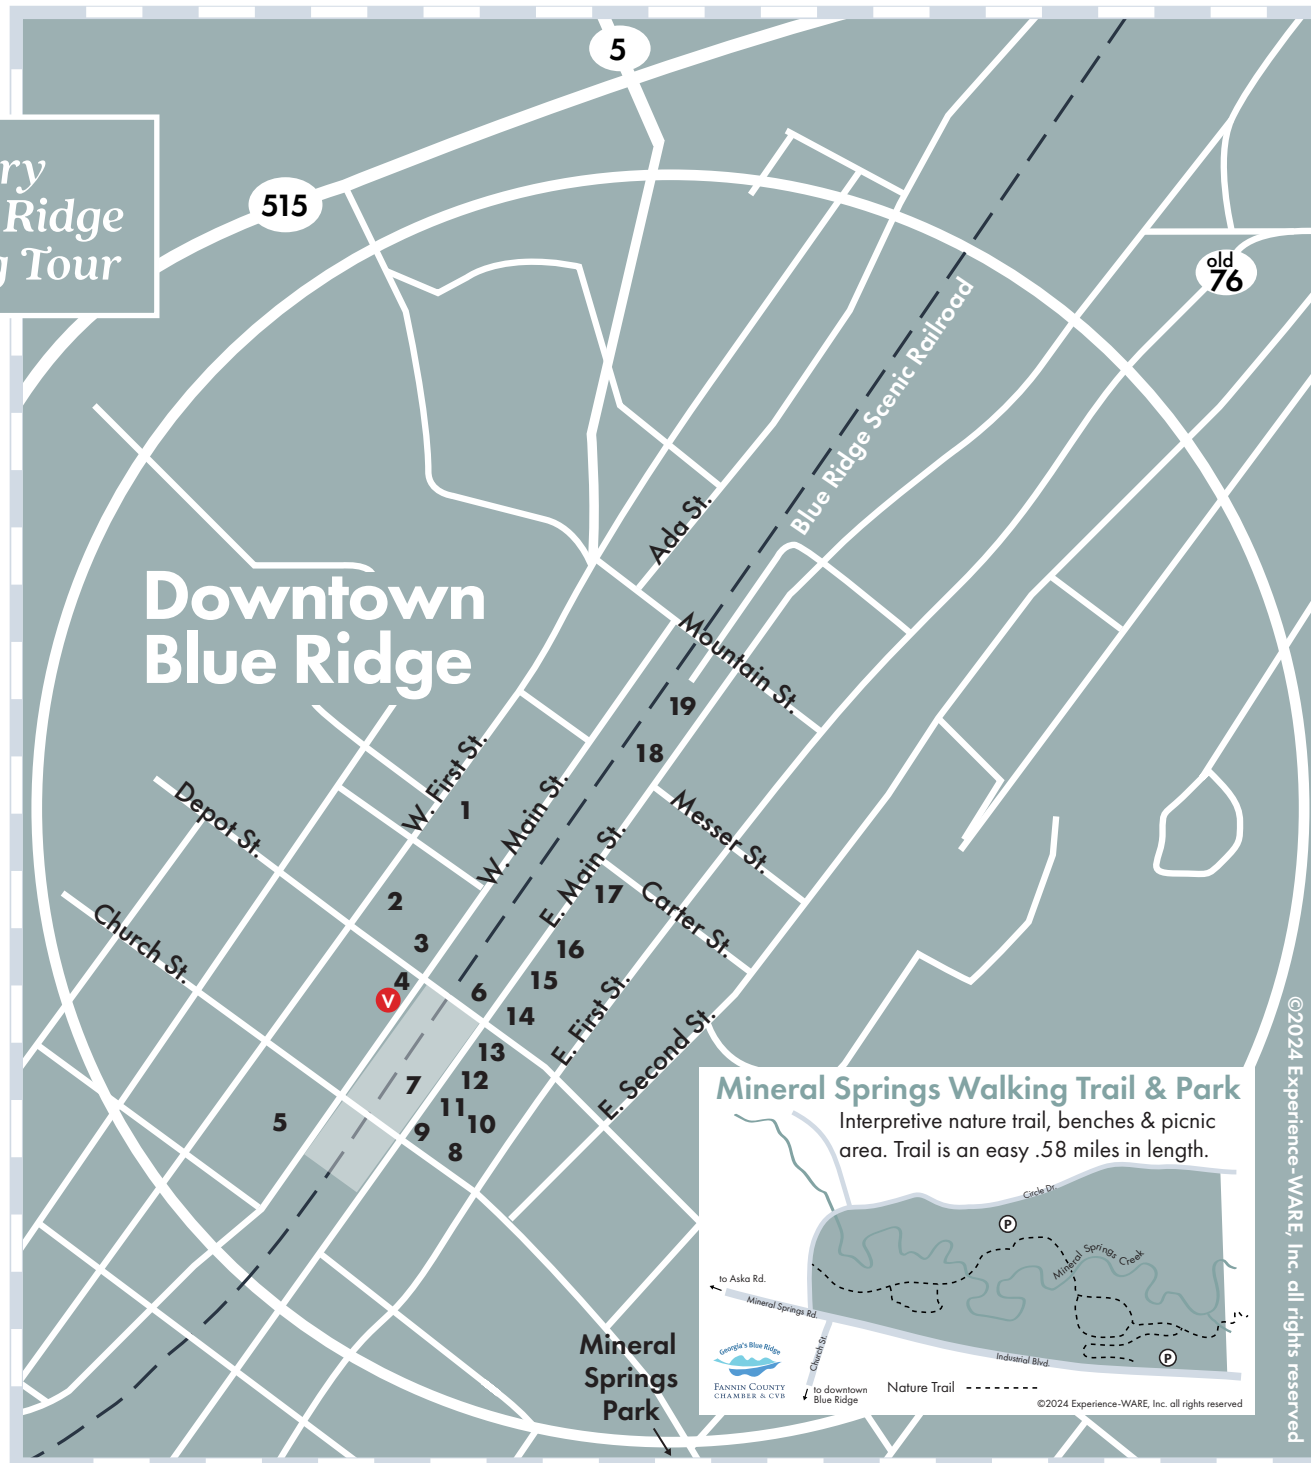 5
515
ry
Ridge
g Tour
old
76
Blue Ridge Scenic Railroad
Ada St.
Downtown
Blue Ridge
Mountain St.
19
18
W. First St.
1
W. Main St.
Depot St.
Messer St.
E. Main St.
17
Carter St.
2
Church St.
3
16
4
V
6
15
14
E. First St.
13
E. Second St.
7
12
11
10
5
9
8
Mineral Springs Walking Trail & Park
Interpretive nature trail, benches & picnic
area. Trail is an easy .58 miles in length.
Circle Dr.
P
Mineral Springs Creek
to Aska Rd.
Mineral Springs Rd.
Church St.
Industrial Blvd.
P
Georgia's Blue Ridge
FANNIN COUNTY
CHAMBER & CVB
to downtown
Blue Ridge
Nature Trail
©2024 Experience-WARE, Inc. all rights reserved
Mineral
Springs
Park
©2024 Experience-WARE, Inc. all rights reserved